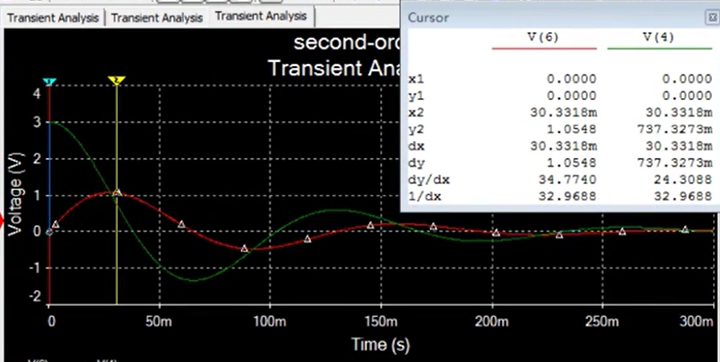 Transient Analysis Transient Analysis Transient Analysis
second-or
Transient Ana
Cursor
V(6) V(4)
x1 0.0000 0.0000
y1 0.0000 0.0000
x2 30.3318m 30.3318m
y2 1.0548 737.3273m
dx 30.3318m 30.3318m
dy 1.0548 737.3273m
dy/dx 34.7740 24.3088
1/dx 32.9688 32.9688
Voltage (V)
4
3
2
1
0
-1
-2
1 2
0 50m 100m 150m 200m 250m 300m
Time (s)